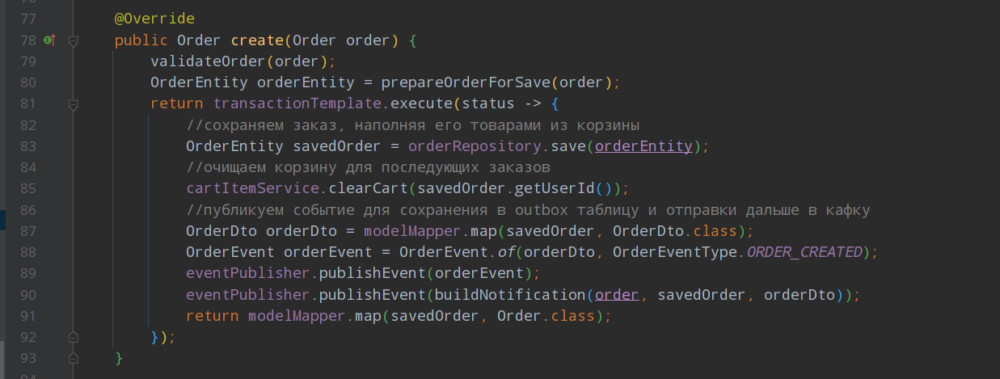 77 @Override
78 public Order create(Order order) {
79 validateOrder(order);
80 OrderEntity orderEntity = prepareOrderForSave(order);
81 return transactionTemplate.execute(status -> {
82 //сохраняем заказ, наполняя его товарами из корзины
83 OrderEntity savedOrder = orderRepository.save(orderEntity);
84 //очищаем корзину для последующих заказов
85 cartItemService.clearCart(savedOrder.getUserId());
86 //публикуем событие для сохранения в outbox таблицу и отправки дальше в кафку
87 OrderDto orderDto = modelMapper.map(savedOrder, OrderDto.class);
88 OrderEvent orderEvent = OrderEvent.of(orderDto, OrderEventType.ORDER_CREATED);
89 eventPublisher.publishEvent(orderEvent);
90 eventPublisher.publishEvent(buildNotification(order, savedOrder, orderDto));
91 return modelMapper.map(savedOrder, Order.class);
92 });
93 }